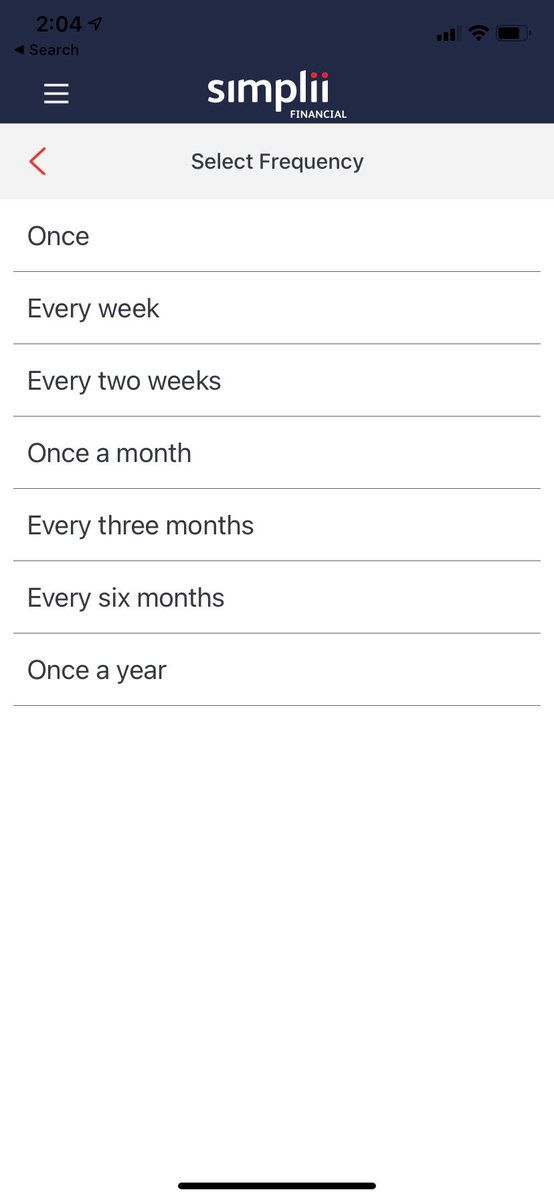 2:04
Search
simplii
FINANCIAL
Select Frequency
Once
Every week
Every two weeks
Once a month
Every three months
Every six months
Once a year